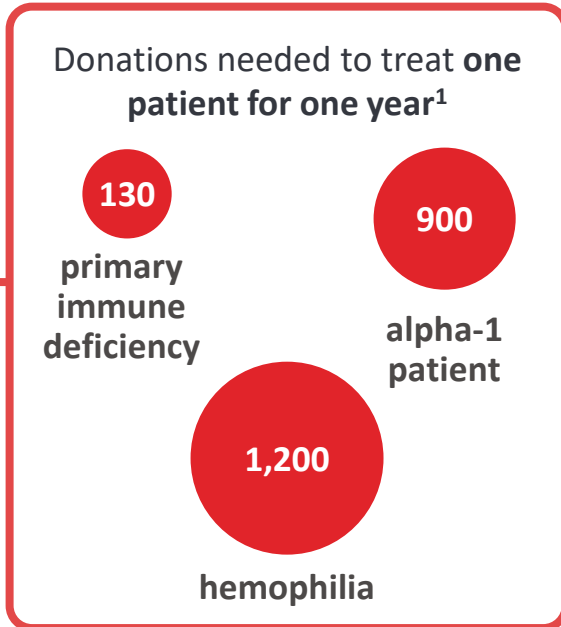 Donations needed to treat one
patient for one year¹
130
primary
immune
deficiency
900
alpha-1
patient
1,200
hemophilia